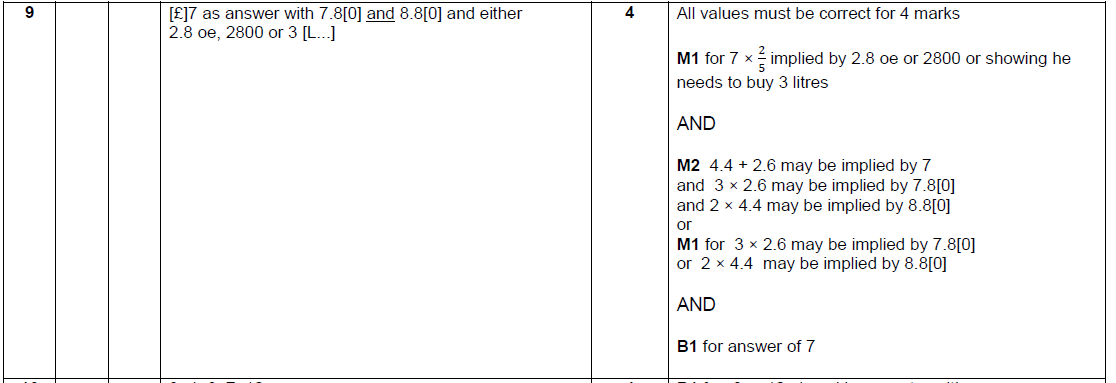 9
[£]7 as answer with 7.8[0] and 8.8[0] and either
2.8 oe, 2800 or 3 [L...]
4
All values must be correct for 4 marks
M1 for 7 × 2/5 implied by 2.8 oe or 2800 or showing he
needs to buy 3 litres
AND
M2 4.4 + 2.6 may be implied by 7
and 3 × 2.6 may be implied by 7.8[0]
and 2 × 4.4 may be implied by 8.8[0]
or
M1 for 3 × 2.6 may be implied by 7.8[0]
or 2 × 4.4 may be implied by 8.8[0]
AND
B1 for answer of 7